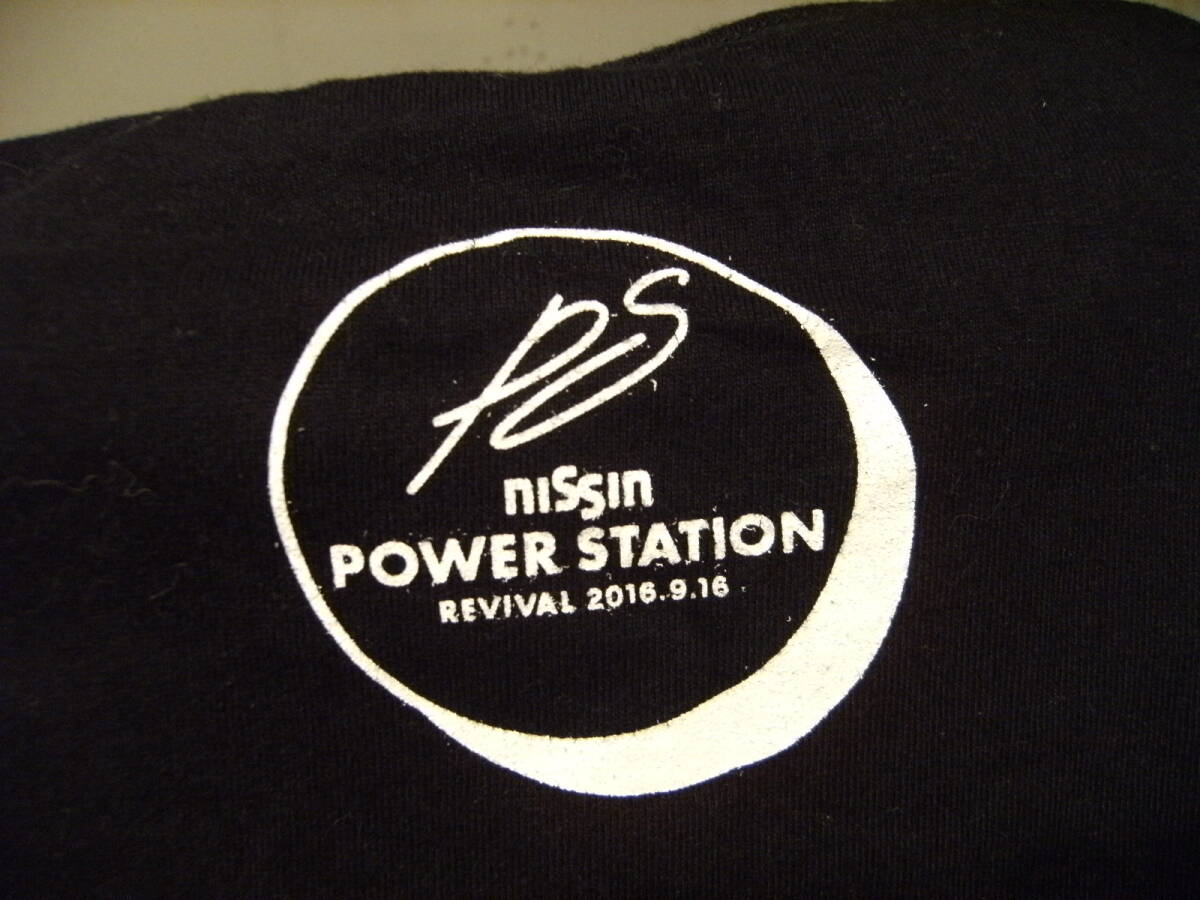 PS
nissin
POWER STATION
REVIVAL 2016.9.16